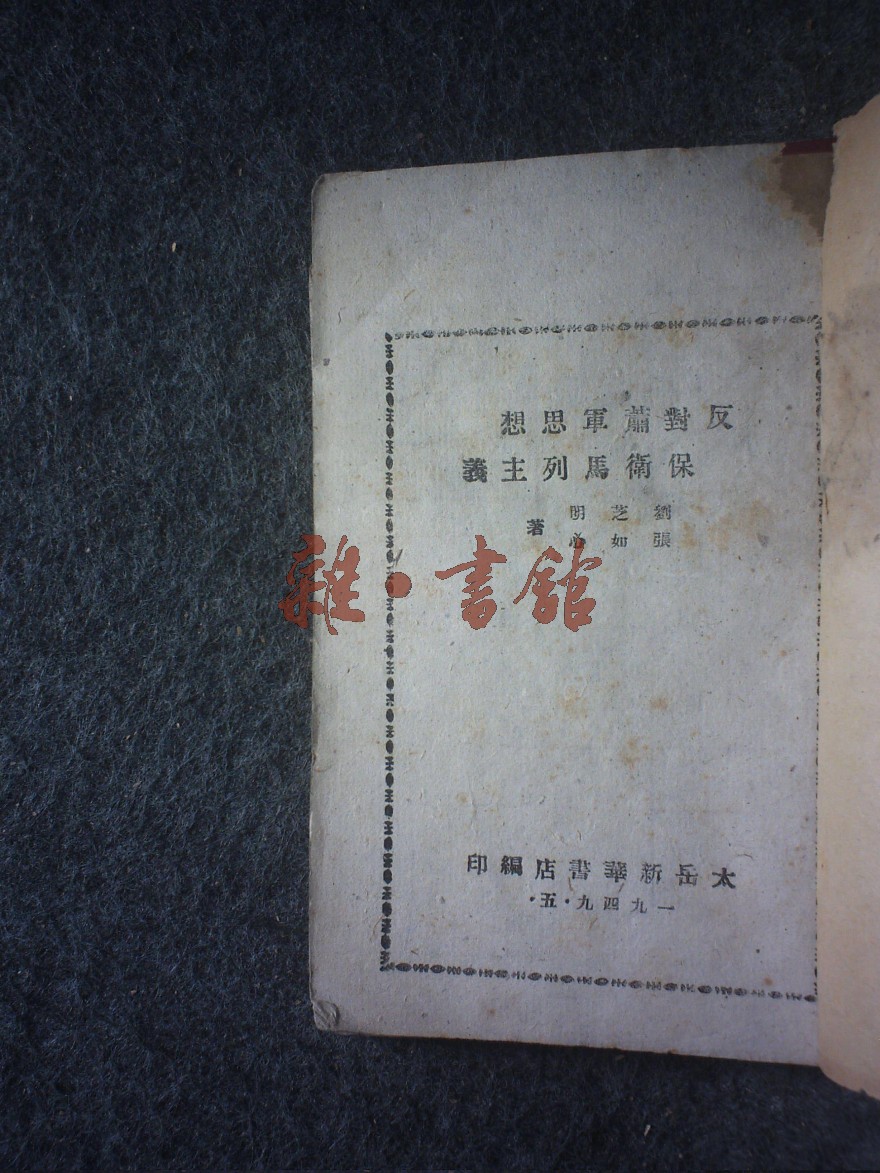 反對蕭軍思想
保衛馬列主義
劉芝明
張如必
著
太岳新華書店編印
一九四九·五·
雜·書館